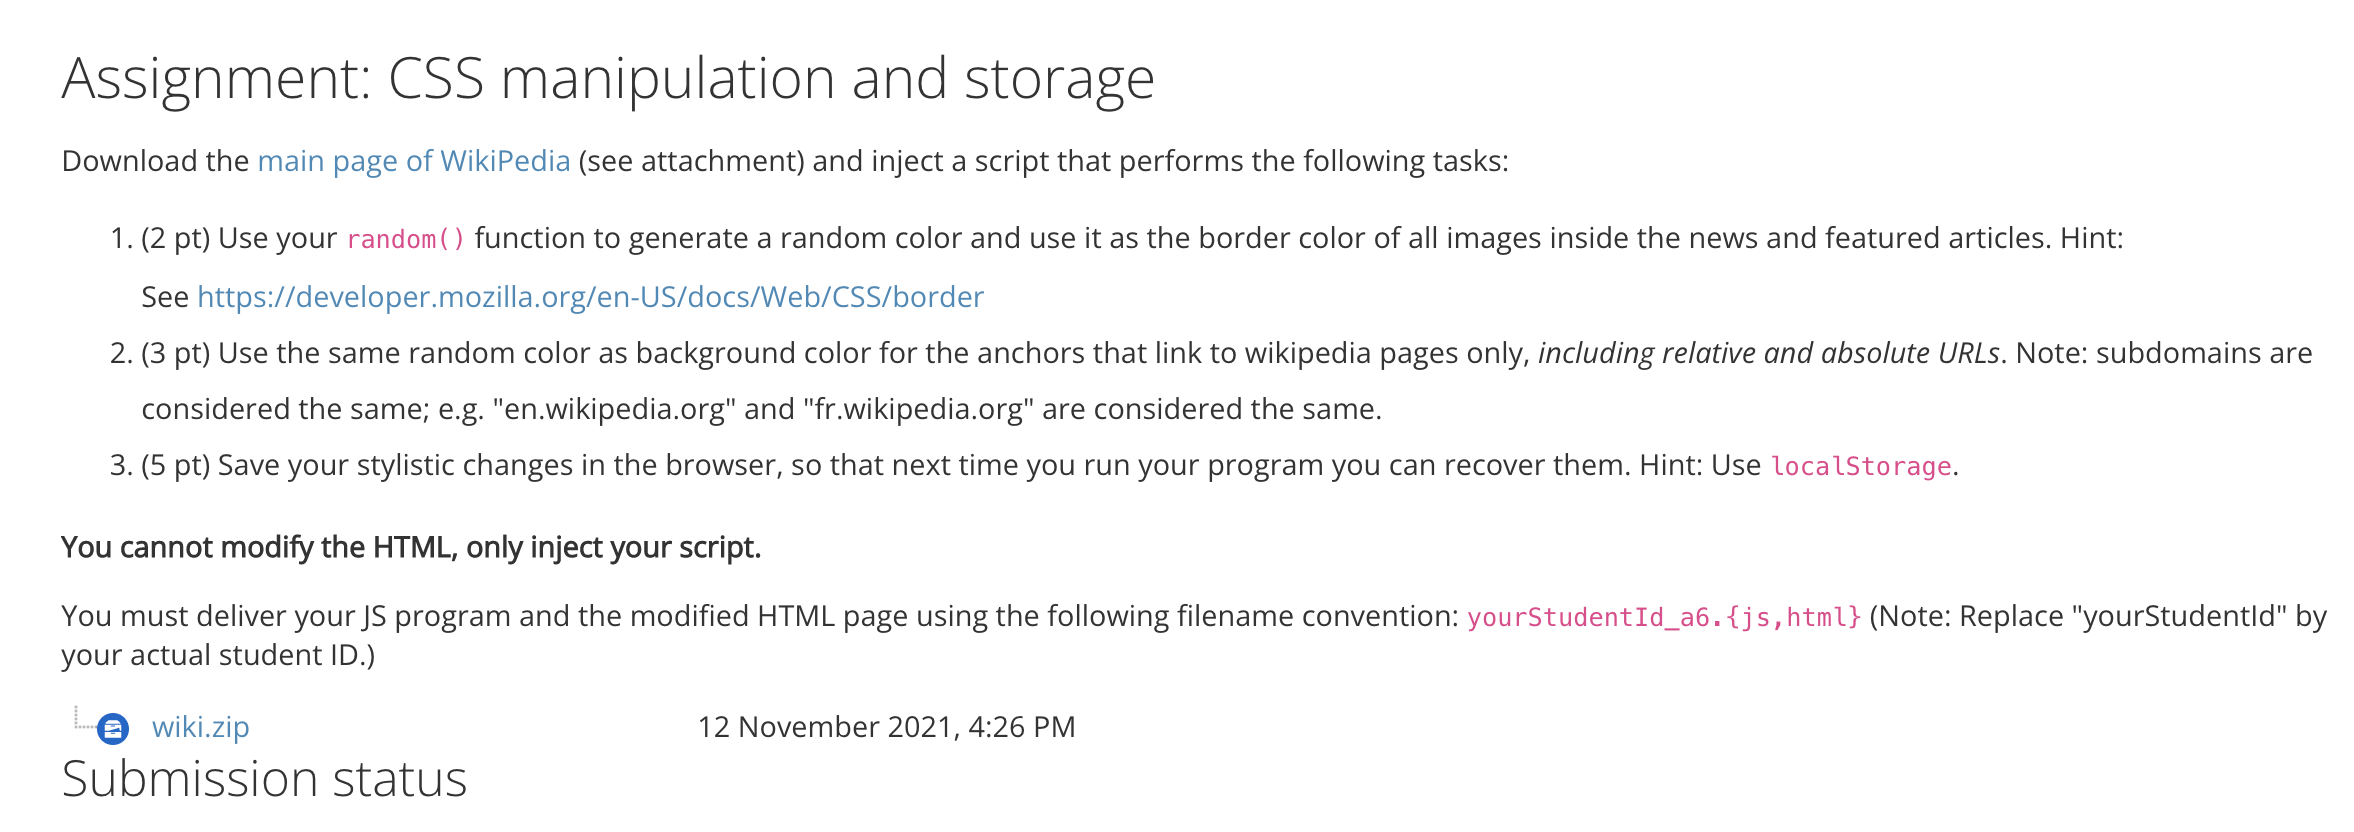 Assignment: CSS manipulation and storage
Download the main page of WikiPedia (see attachment) and inject a script that performs the following tasks:
1. (2 pt) Use your random() function to generate a random color and use it as the border color of all images inside the news and featured articles. Hint:
See https://developer.mozilla.org/en-US/docs/Web/CSS/border
2. (3 pt) Use the same random color as background color for the anchors that link to wikipedia pages only, including relative and absolute URLs. Note: subdomains are
considered the same; e.g. "en.wikipedia.org" and "fr.wikipedia.org" are considered the same.
3. (5 pt) Save your stylistic changes in the browser, so that next time you run your program you can recover them. Hint: Use localStorage.
You cannot modify the HTML, only inject your script.
You must deliver your JS program and the modified HTML page using the following filename convention: yourStudentId_a6.{js,html} (Note: Replace "yourStudentId" by
your actual student ID.)
wiki.zip 12 November 2021, 4:26 PM
Submission status